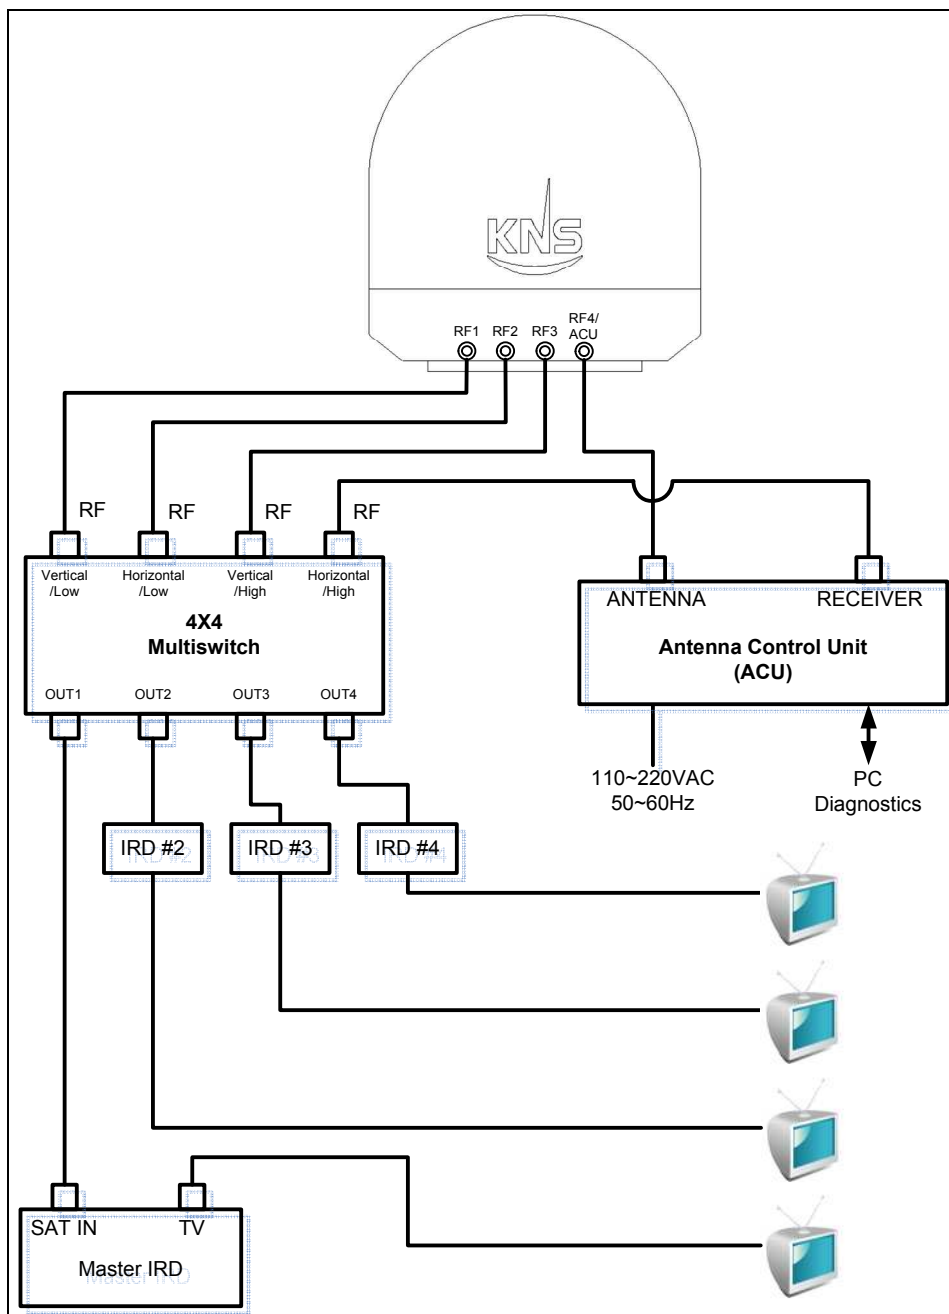 KNS
RF4/
RF1 RF2 RF3 ACU
RF RF RF RF
Vertical
/Low
Horizontal
/Low
Vertical
/High
Horizontal
/High
4X4
Multiswitch
OUT1 OUT2 OUT3 OUT4
ANTENNA RECEIVER
Antenna Control Unit
(ACU)
110~220VAC
50~60Hz
PC
Diagnostics
IRD #2 IRD #3 IRD #4
SAT IN TV
Master IRD